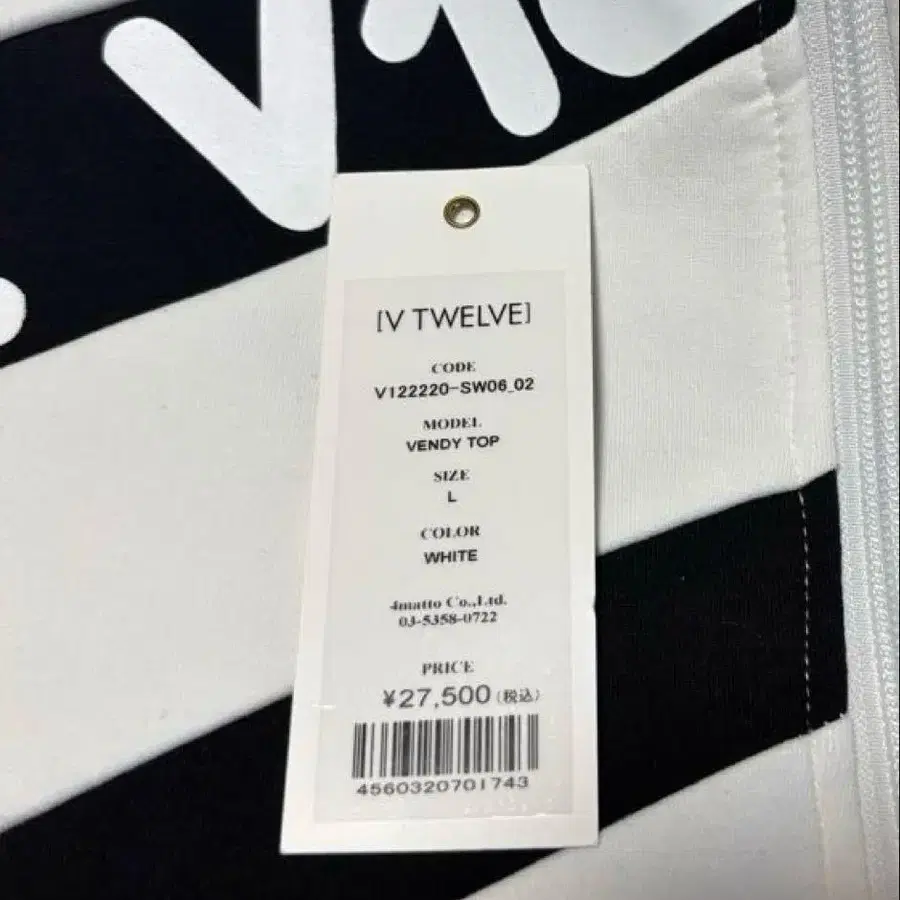 V12
[V TWELVE]
CODE
V122220-SW06_02
MODEL
VENDY TOP
SIZE
L
COLOR
WHITE
4matto Co.,Ltd.
03-5358-0722
PRICE
¥27,500(税込)
4560320701743